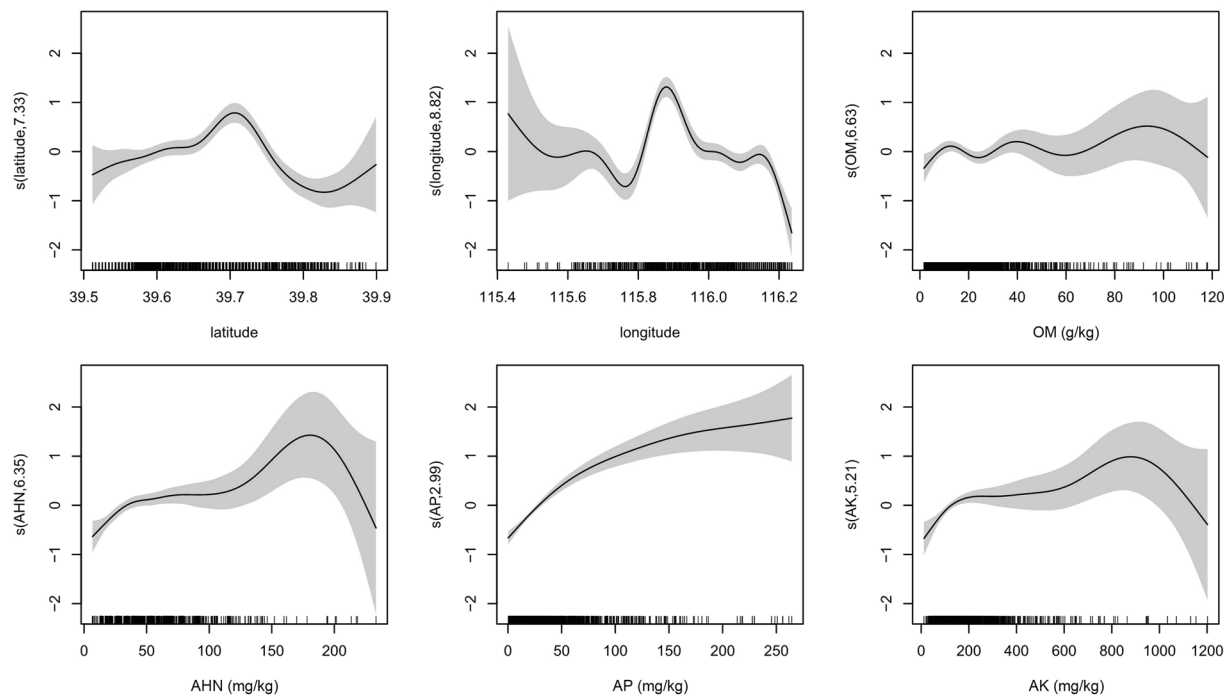 s(latitude,7.33)
2
1
0
−1
−2
39.5 39.6 39.7 39.8 39.9
latitude
s(longitude,8.82)
2
1
0
−1
−2
115.4 115.6 115.8 116.0 116.2
longitude
s(OM,6.63)
2
1
0
−1
−2
0 20 40 60 80 100 120
OM (g/kg)
s(AHN,6.35)
2
1
0
−1
−2
0 50 100 150 200
AHN (mg/kg)
s(AP,2.99)
2
1
0
−1
−2
0 50 100 150 200 250
AP (mg/kg)
s(AK,5.21)
2
1
0
−1
−2
0 200 400 600 800 1000 1200
AK (mg/kg)